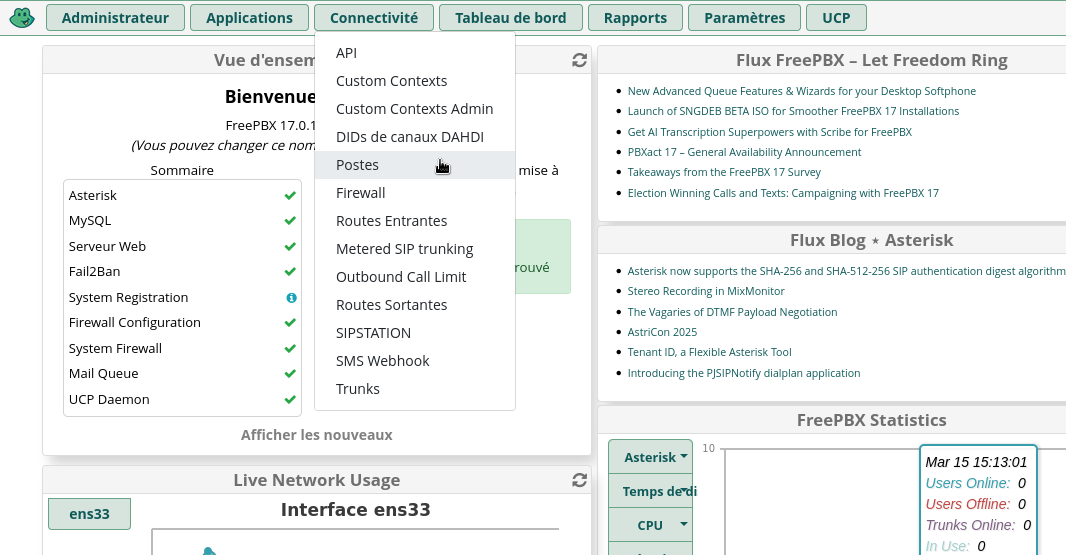 Administrateur
Applications
Connectivité
Tableau de bord
Rapports
Paramètres
UCP
Vue d'ensem
Bienvenue
FreePBX 17.0.1
(Vous pouvez changer ce nom
Sommaire
mise à
Asterisk
MySQL
Serveur Web
Fail2Ban
System Registration
Firewall Configuration
System Firewall
Mail Queue
UCP Daemon
rouvé
Afficher les nouveaux
API
Custom Contexts
Custom Contexts Admin
DIDs de canaux DAHDI
Postes
Firewall
Routes Entrantes
Metered SIP trunking
Outbound Call Limit
Routes Sortantes
SIPSTATION
SMS Webhook
Trunks
Live Network Usage
ens33
Interface ens33
Flux FreePBX – Let Freedom Ring
New Advanced Queue Features & Wizards for your Desktop Softphone
Launch of SNGDEB BETA ISO for Smoother FreePBX 17 Installations
Get AI Transcription Superpowers with Scribe for FreePBX
PBXact 17 – General Availability Announcement
Takeaways from the FreePBX 17 Survey
Election Winning Calls and Texts: Campaigning with FreePBX 17
Flux Blog ⋆ Asterisk
Asterisk now supports the SHA-256 and SHA-512-256 SIP authentication digest algorithm
Stereo Recording in MixMonitor
The Vagaries of DTMF Payload Negotiation
AstriCon 2025
Tenant ID, a Flexible Asterisk Tool
Introducing the PJSIPNotify dialplan application
FreePBX Statistics
Asterisk
Temps de di
CPU
10
Mar 15 15:13:01
Users Online: 0
Users Offline: 0
Trunks Online: 0
In Use: 0